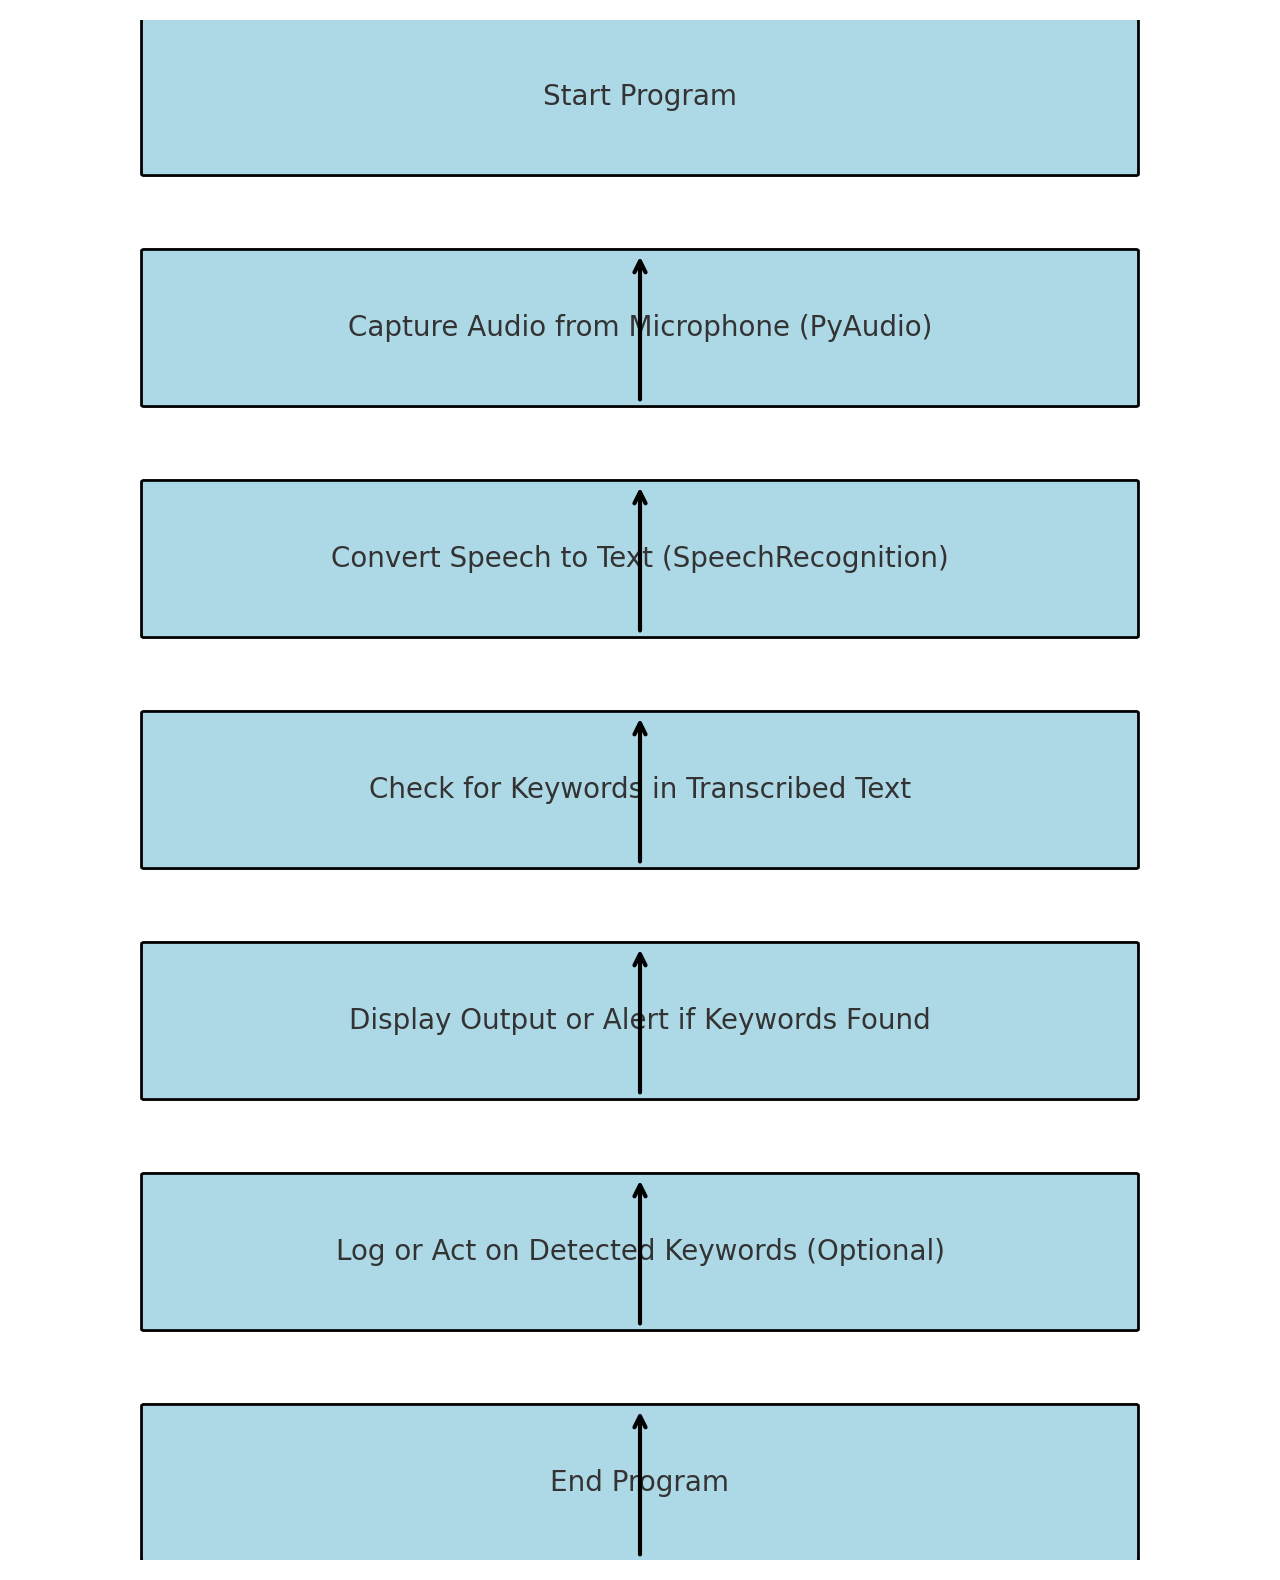 Start Program
Capture Audio from Microphone (PyAudio)
Convert Speech to Text (SpeechRecognition)
Check for Keywords in Transcribed Text
Display Output or Alert if Keywords Found
Log or Act on Detected Keywords (Optional)
End Program